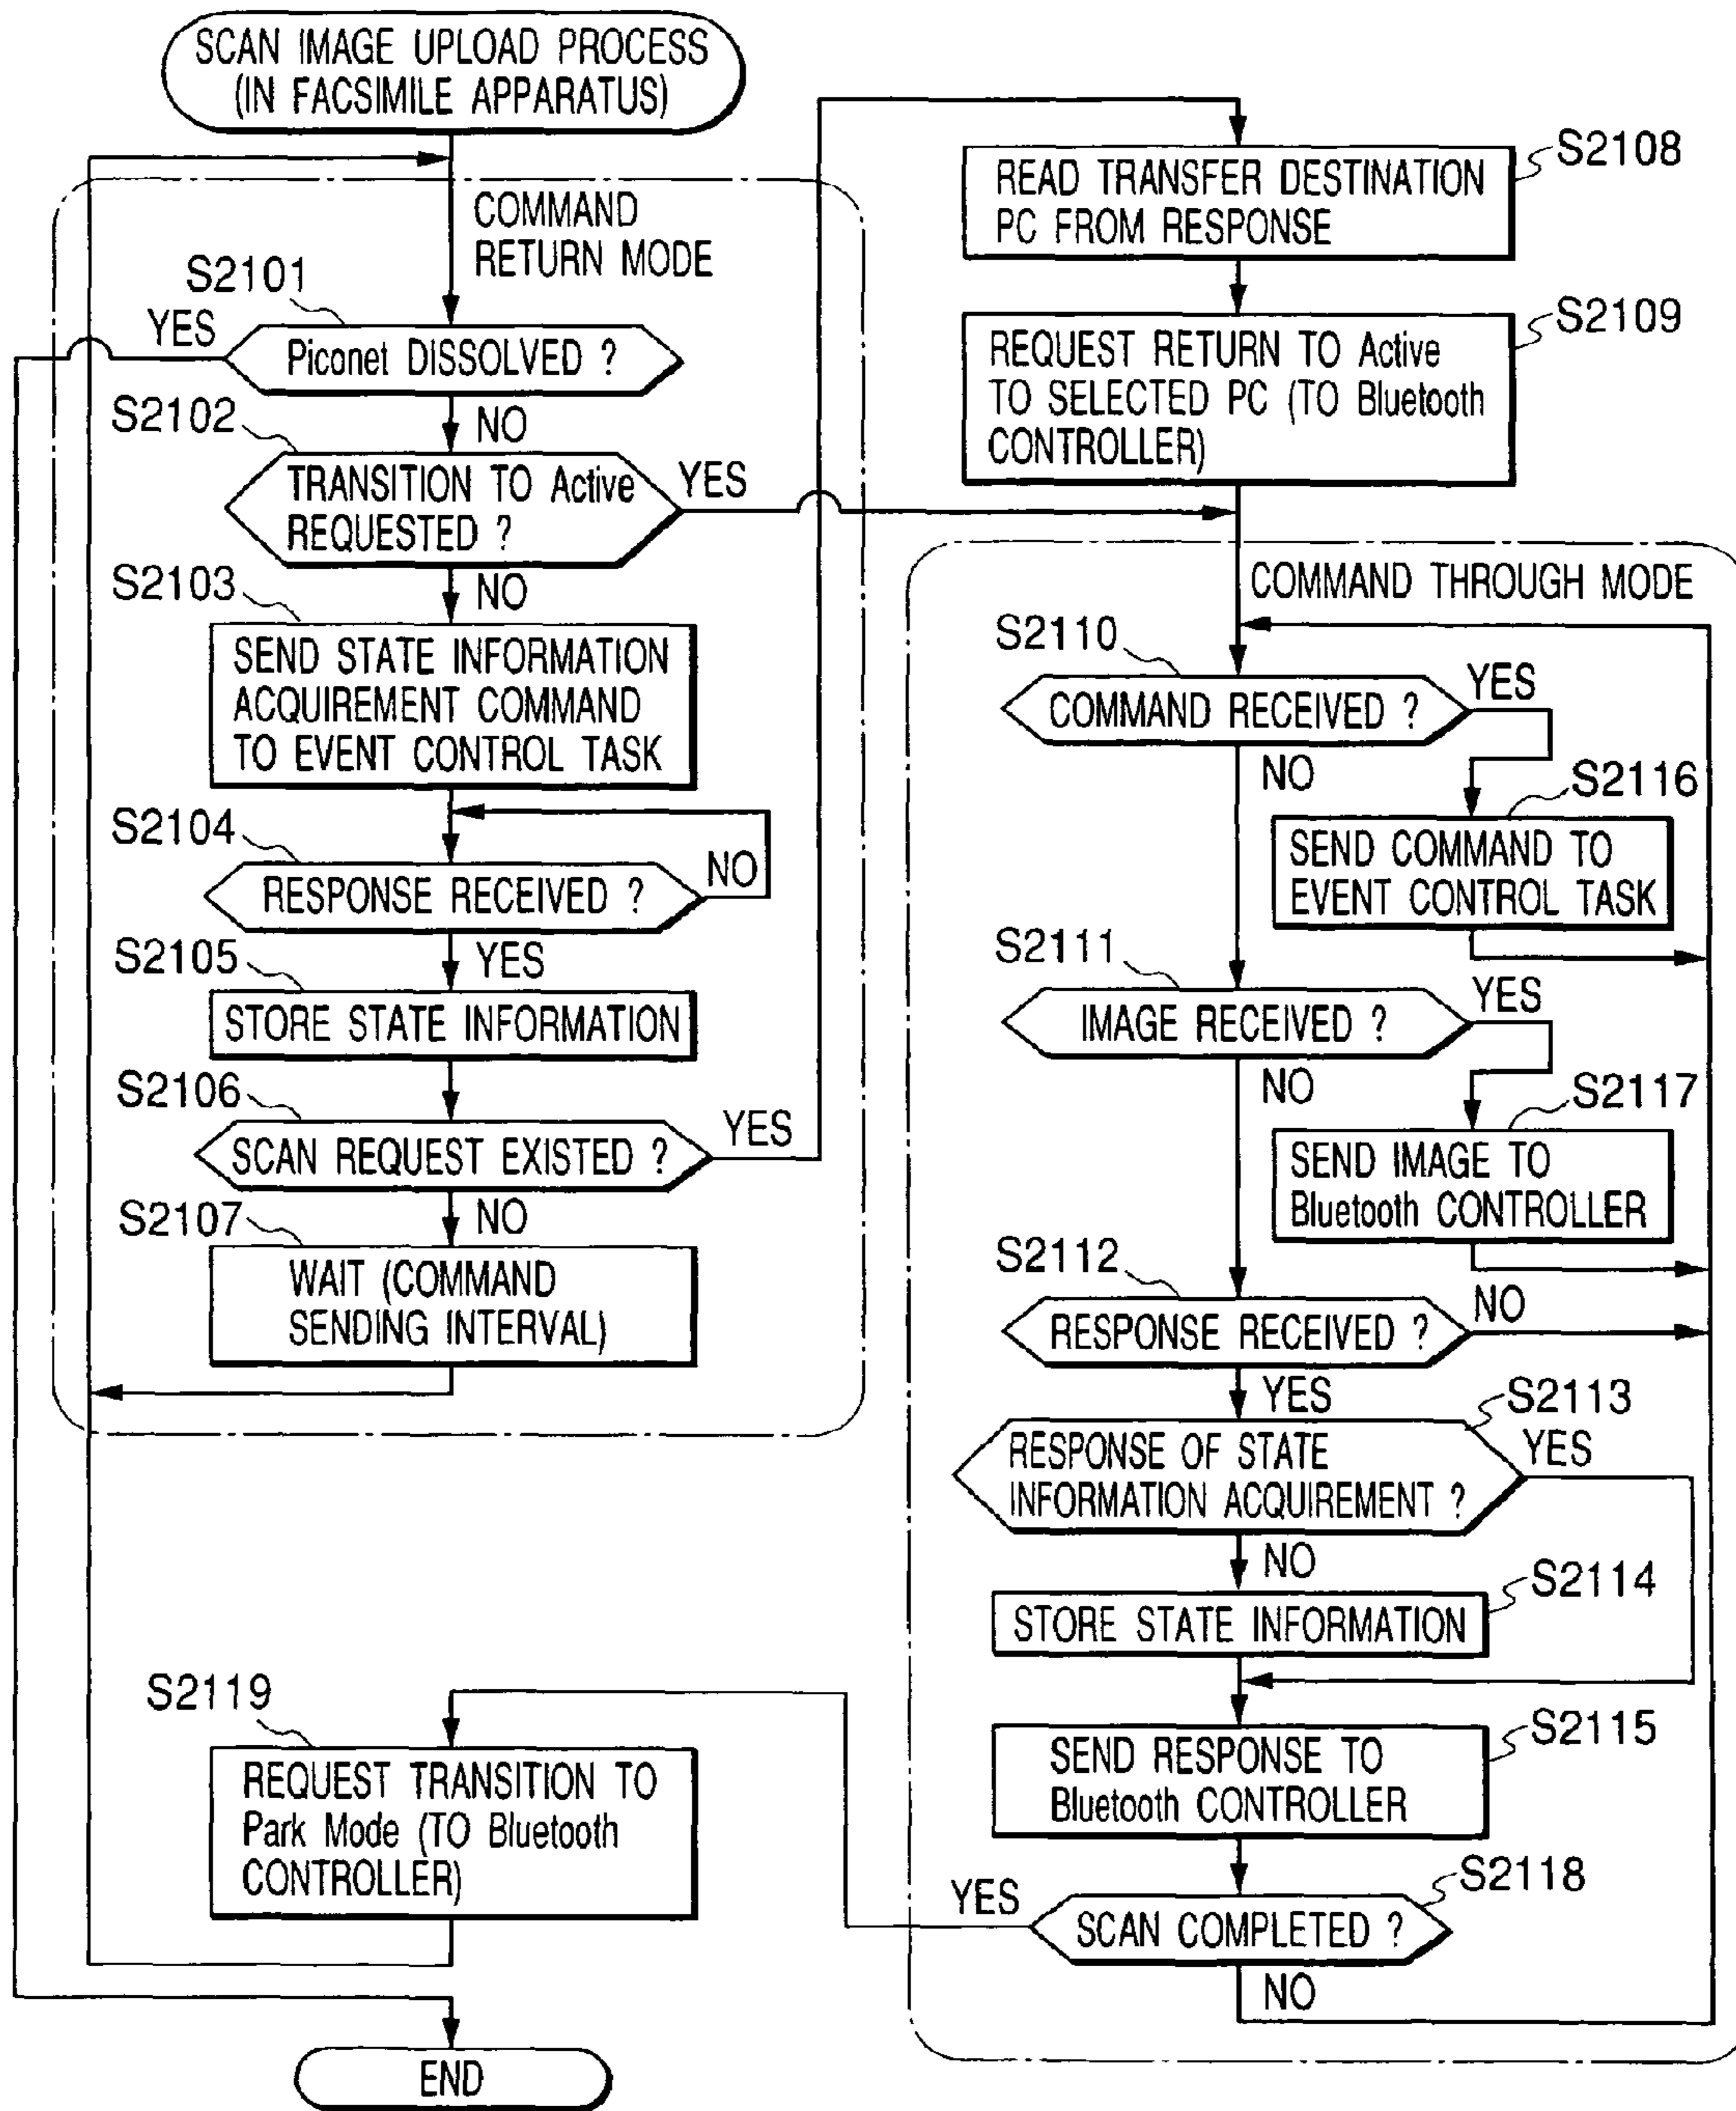 SCAN IMAGE UPLOAD PROCESS
(IN FACSIMILE APPARATUS)
COMMAND
RETURN MODE
S2101
YES
Piconet DISSOLVED ?
NO
S2102
TRANSITION TO Active
REQUESTED ?
YES
NO
S2103
SEND STATE INFORMATION
ACQUIREMENT COMMAND
TO EVENT CONTROL TASK
S2104
RESPONSE RECEIVED ?
NO
YES
S2105
STORE STATE INFORMATION
S2106
SCAN REQUEST EXISTED ?
YES
NO
S2107
WAIT (COMMAND
SENDING INTERVAL)
S2108
READ TRANSFER DESTINATION
PC FROM RESPONSE
S2109
REQUEST RETURN TO Active
TO SELECTED PC (TO Bluetooth
CONTROLLER)
COMMAND THROUGH MODE
S2110
COMMAND RECEIVED ?
YES
NO
S2116
SEND COMMAND TO
EVENT CONTROL TASK
S2111
IMAGE RECEIVED ?
YES
NO
S2117
SEND IMAGE TO
Bluetooth CONTROLLER
S2112
RESPONSE RECEIVED ?
NO
YES
S2113
RESPONSE OF STATE
INFORMATION ACQUIREMENT ?
YES
NO
S2114
STORE STATE INFORMATION
S2115
SEND RESPONSE TO
Bluetooth CONTROLLER
S2118
SCAN COMPLETED ?
YES
NO
S2119
REQUEST TRANSITION TO
Park Mode (TO Bluetooth
CONTROLLER)
END